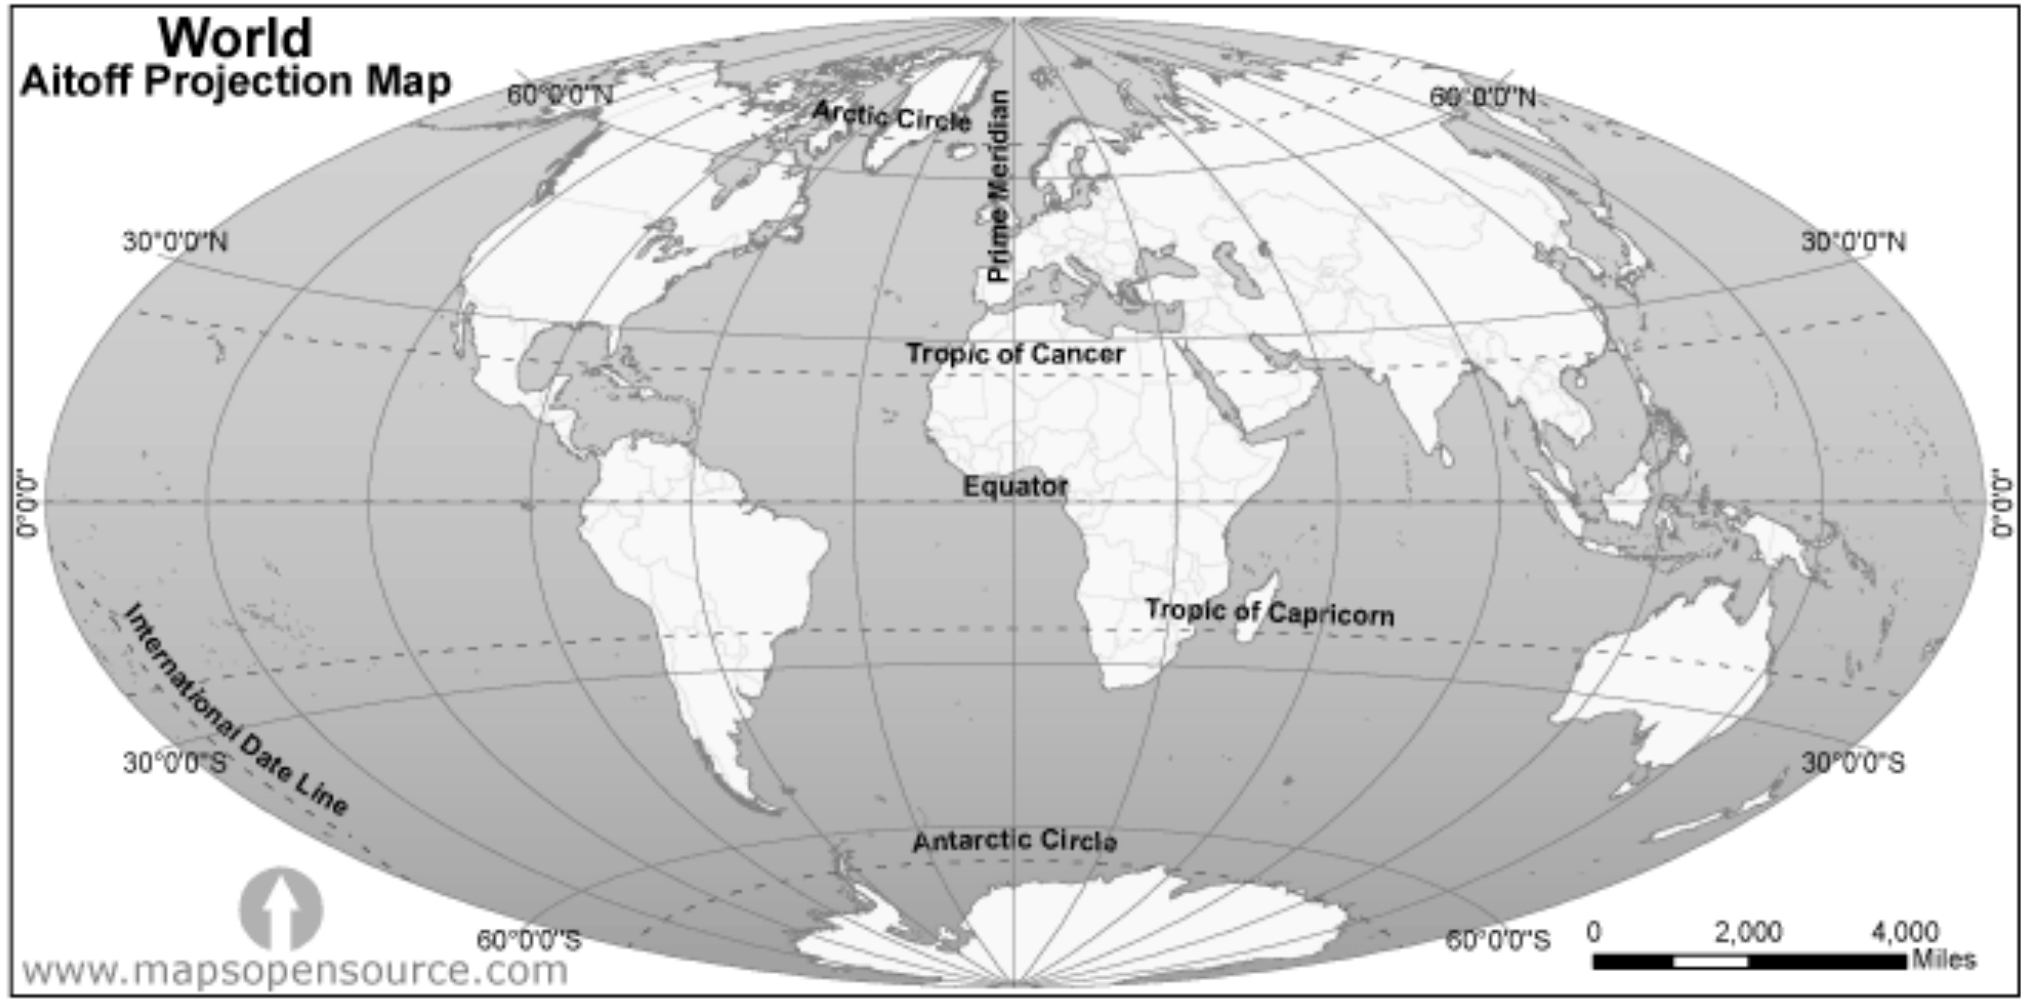 World
Aitoff Projection Map
60°0'0"N
60°0'0"N
Arctic Circle
Prime Meridian
30°0'0"N
30°0'0"N
Tropic of Cancer
Equator
0°0'0"
0°0'0"
Tropic of Capricorn
International Date Line
30°0'0"S
30°0'0"S
Antarctic Circle
60°0'0"S
60°0'0"S
0 2,000 4,000
Miles
www.mapsopensource.com